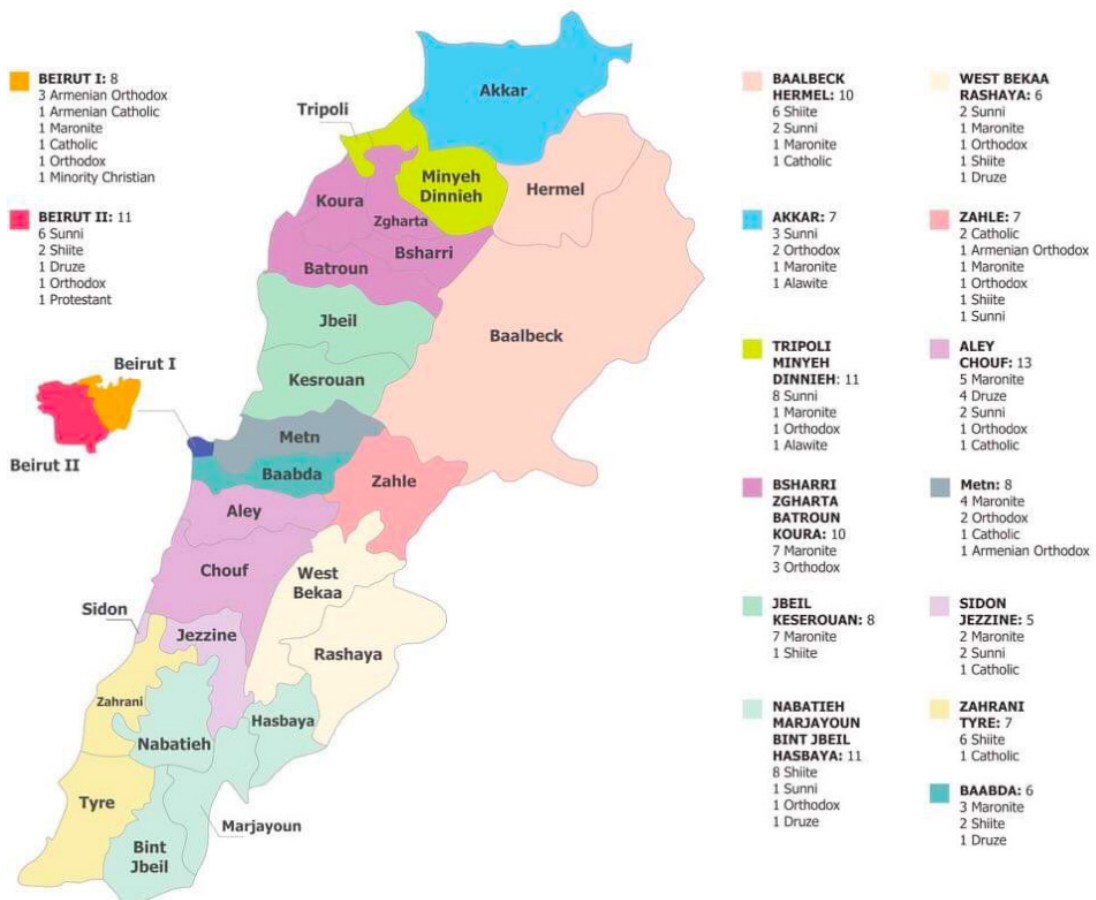 BEIRUT I: 8
3 Armenian Orthodox
1 Armenian Catholic
1 Maronite
1 Catholic
1 Orthodox
1 Minority Christian
BEIRUT II: 11
6 Sunni
2 Shiite
1 Druze
1 Orthodox
1 Protestant
Beirut I
Beirut II
Akkar
Tripoli
Minyeh
Dinnieh
Hermel
Koura
Zgharta
Bsharri
Batroun
Jbeil
Baalbeck
Kesrouan
Metn
Baabda
Zahle
Aley
Chouf
West
Bekaa
Sidon
Jezzine
Rashaya
Zahrani
Hasbaya
Nabatieh
Tyre
Marjayoun
Bint
Jbeil
BAALBECK
HERMEL: 10
6 Shiite
2 Sunni
1 Maronite
1 Catholic
AKKAR: 7
3 Sunni
2 Orthodox
1 Maronite
1 Alawite
TRIPOLI
MINYEH
DINNIEH: 11
8 Sunni
1 Maronite
1 Orthodox
1 Alawite
BSHARRI
ZGHARTA
BATROUN
KOURA: 10
7 Maronite
3 Orthodox
JBEIL
KESEROUAN: 8
7 Maronite
1 Shiite
NABATIEH
MARJAYOUN
BINT JBEIL
HASBAYA: 11
8 Shiite
1 Sunni
1 Orthodox
1 Druze
WEST BEKAA
RASHAYA: 6
2 Sunni
1 Maronite
1 Orthodox
1 Shiite
1 Druze
ZAHLE: 7
2 Catholic
1 Armenian Orthodox
1 Maronite
1 Orthodox
1 Shiite
1 Sunni
ALEY
CHOUF: 13
5 Maronite
4 Druze
2 Sunni
1 Orthodox
1 Catholic
Metn: 8
4 Maronite
2 Orthodox
1 Catholic
1 Armenian Orthodox
SIDON
JEZZINE: 5
2 Maronite
2 Sunni
1 Catholic
ZAHRANI
TYRE: 7
6 Shiite
1 Catholic
BAABDA: 6
3 Maronite
2 Shiite
1 Druze